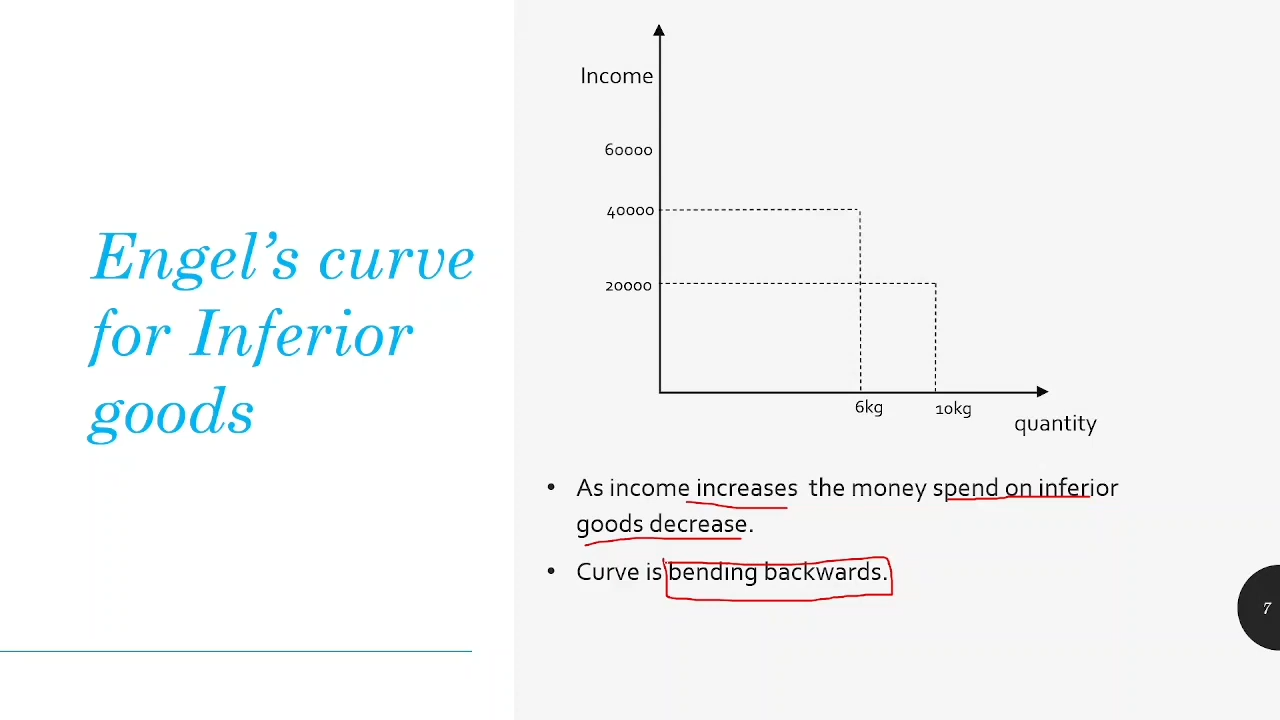 Engel’s curve
for Inferior
goods
Income
60000
40000
20000
6kg
10kg
quantity
• As income increases the money spend on inferior
goods decrease.
• Curve is bending backwards.
7